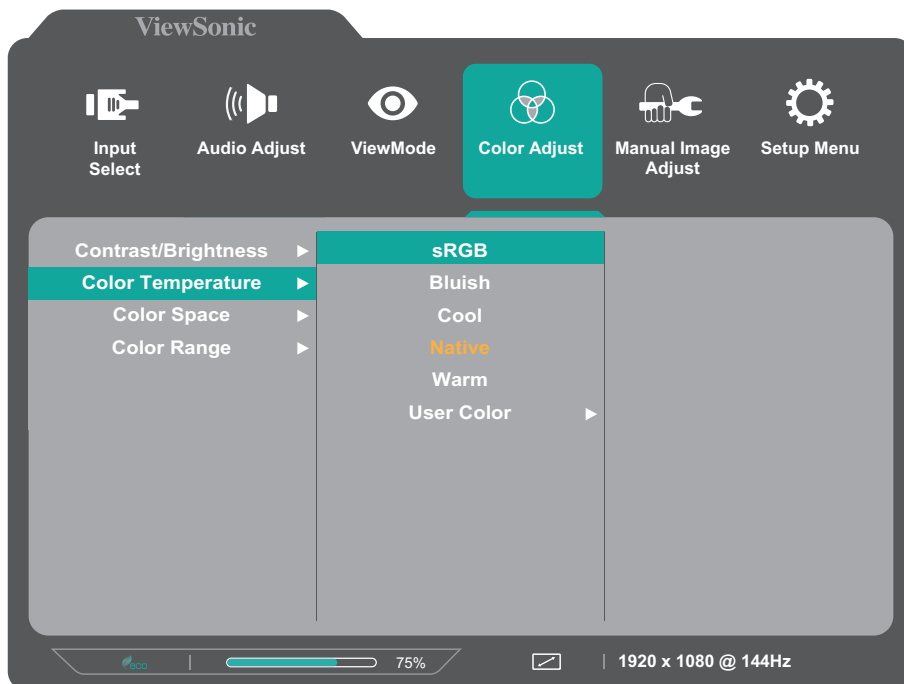 ViewSonic
Input
Select
Audio Adjust
ViewMode
Color Adjust
Manual Image
Adjust
Setup Menu
Contrast/Brightness
Color Temperature
Color Space
Color Range
sRGB
Bluish
Cool
Native
Warm
User Color
eco
75%
1920 x 1080 @ 144Hz